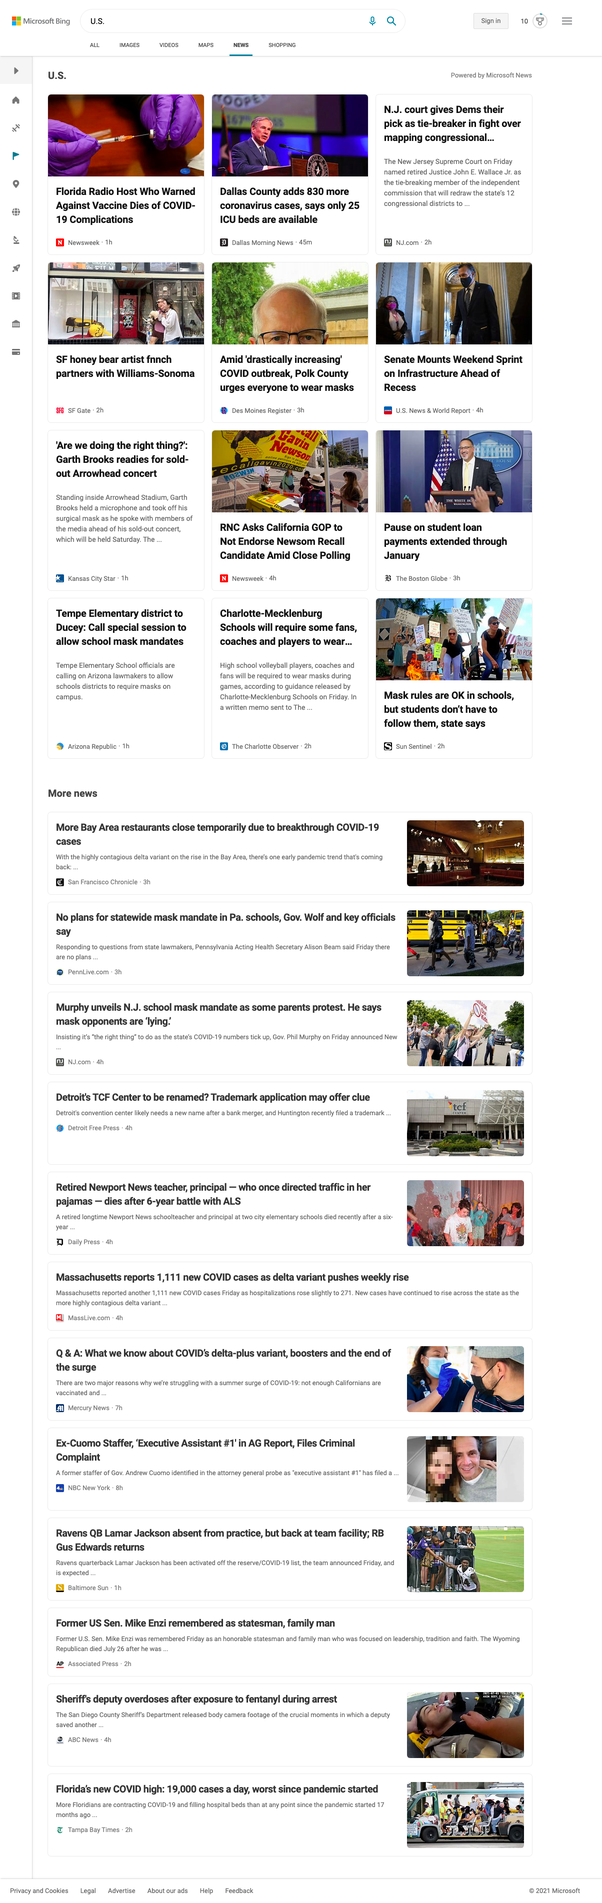 Microsoft Bing
U.S.
Sign in
10
ALL
IMAGES
VIDEOS
MAPS
NEWS
SHOPPING
U.S.
Powered by Microsoft News
Florida Radio Host Who Warned
Against Vaccine Dies of COVID-
19 Complications
Newsweek · 1h
Dallas County adds 830 more
coronavirus cases, says only 25
ICU beds are available
Dallas Morning News · 45m
N.J. court gives Dems their
pick as tie-breaker in fight over
mapping congressional...
The New Jersey Supreme Court on Friday
named retired Justice John E. Wallace Jr. as
the tie-breaking member of the independent
commission that will redraw the state's 12
congressional districts to ...
NJ.com · 2h
SF honey bear artist fnnch
partners with Williams-Sonoma
SF Gate · 2h
Amid 'drastically increasing'
COVID outbreak, Polk County
urges everyone to wear masks
Des Moines Register · 3h
Senate Mounts Weekend Sprint
on Infrastructure Ahead of
Recess
U.S. News & World Report · 4h
'Are we doing the right thing?':
Garth Brooks readies for sold-
out Arrowhead concert
Standing inside Arrowhead Stadium, Garth
Brooks held a microphone and took off his
surgical mask as he spoke with members of
the media ahead of his sold-out concert,
which will be held Saturday. The ...
Kansas City Star · 1h
RNC Asks California GOP to
Not Endorse Newsom Recall
Candidate Amid Close Polling
Newsweek · 4h
Pause on student loan
payments extended through
January
The Boston Globe · 3h
Tempe Elementary district to
Ducey: Call special session to
allow school mask mandates
Tempe Elementary School officials are
calling on Arizona lawmakers to allow
schools districts to require masks on
campus.
Arizona Republic · 1h
Charlotte-Mecklenburg
Schools will require some fans,
coaches and players to wear...
High school volleyball players, coaches and
fans will be required to wear masks during
games, according to guidance released by
Charlotte-Mecklenburg Schools on Friday. In
a written memo sent to The ...
The Charlotte Observer · 2h
Mask rules are OK in schools,
but students don't have to
follow them, state says
Sun Sentinel · 2h
More news
More Bay Area restaurants close temporarily due to breakthrough COVID-19
cases
With the highly contagious delta variant on the rise in the Bay Area, there's one early pandemic trend that's coming
back: ...
San Francisco Chronicle · 3h
No plans for statewide mask mandate in Pa. schools, Gov. Wolf and key officials
say
Responding to questions from state lawmakers, Pennsylvania Acting Health Secretary Alison Beam said Friday there
are no plans ...
PennLive.com · 3h
Murphy unveils N.J. school mask mandate as some parents protest. He says
mask opponents are 'lying.'
Insisting it's "the right thing" to do as the state's COVID-19 numbers tick up, Gov. Phil Murphy on Friday announced New
...
NJ.com · 4h
Detroit's TCF Center to be renamed? Trademark application may offer clue
Detroit's convention center likely needs a new name after a bank merger, and Huntington recently filed a trademark ...
Detroit Free Press · 4h
tcf
Retired Newport News teacher, principal — who once directed traffic in her
pajamas — dies after 6-year battle with ALS
A retired longtime Newport News schoolteacher and principal at two city elementary schools died recently after a six-
year ...
Daily Press · 4h
Massachusetts reports 1,111 new COVID cases as delta variant pushes weekly rise
Massachusetts reported another 1,111 new COVID cases Friday as hospitalizations rose slightly to 271. New cases have continued to rise across the state as the
more highly contagious delta variant ...
MassLive.com · 4h
Q & A: What we know about COVID's delta-plus variant, boosters and the end of
the surge
There are two major reasons why we're struggling with a summer surge of COVID-19: not enough Californians are
vaccinated and ...
Mercury News · 7h
Ex-Cuomo Staffer, 'Executive Assistant #1' in AG Report, Files Criminal
Complaint
A former staffer of Gov. Andrew Cuomo identified in the attorney general probe as "executive assistant #1" has filed a ...
NBC New York · 8h
Ravens QB Lamar Jackson absent from practice, but back at team facility; RB
Gus Edwards returns
Ravens quarterback Lamar Jackson has been activated off the reserve/COVID-19 list, the team announced Friday, and
is expected ...
Baltimore Sun · 1h
Former US Sen. Mike Enzi remembered as statesman, family man
Former U.S. Sen. Mike Enzi was remembered Friday as an honorable statesman and family man who was focused on leadership, tradition and faith. The Wyoming
Republican died July 26 after he was ...
AP Associated Press · 2h
Sheriff's deputy overdoses after exposure to fentanyl during arrest
The San Diego County Sheriff's Department released body camera footage of the crucial moments in which a deputy
saved another ...
ABC News · 4h
Florida's new COVID high: 19,000 cases a day, worst since pandemic started
More Floridians are contracting COVID-19 and filling hospital beds than at any point since the pandemic started 17
months ago ...
Tampa Bay Times · 2h
Privacy and Cookies
Legal
Advertise
About our ads
Help
Feedback
© 2021 Microsoft